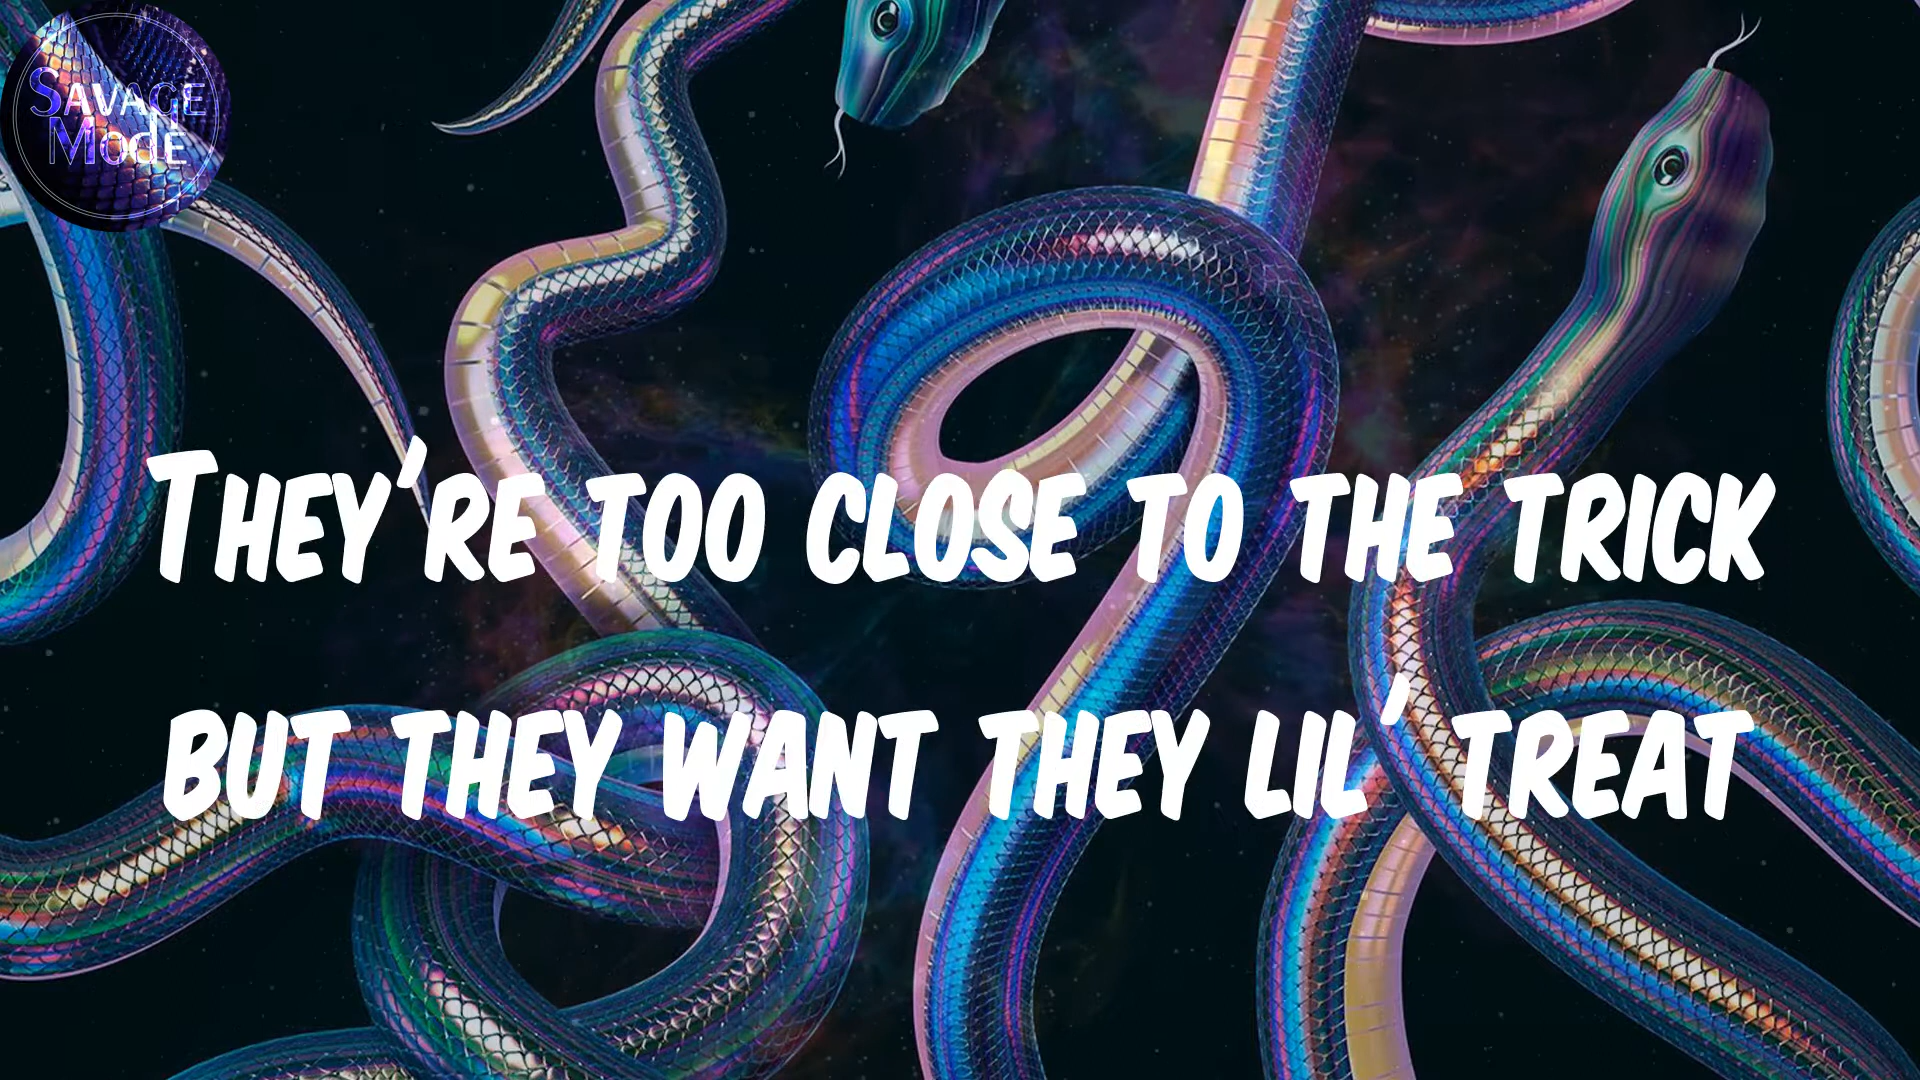 SAVAGE
MODE
THEY'RE TOO CLOSE TO THE TRICK
BUT THEY WANT THEY LIL' TREAT